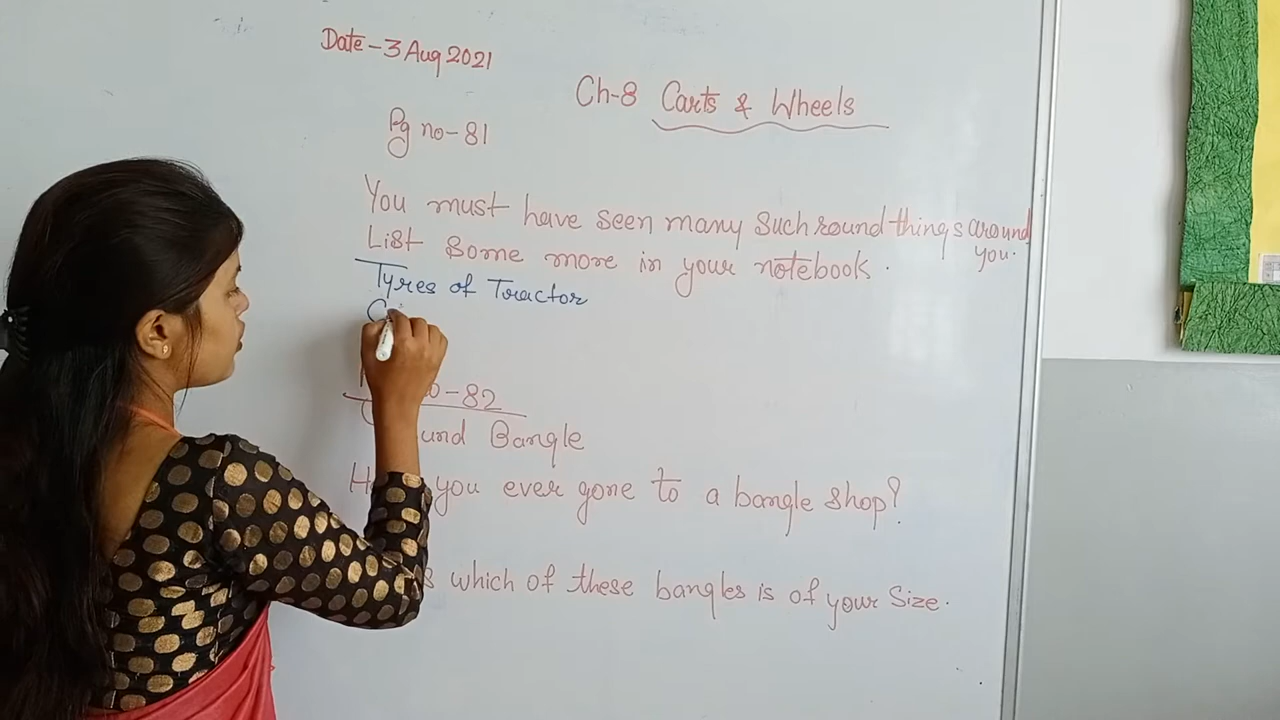 Date-3 Aug 2021
Ch-8 Carts & Wheels
Pg no-81
You must have seen many such round things around you.
List some more in your notebook.
Tyres of Tractor
no-82
Bangle
you ever gone to a bangle shop?
which of these bangles is of your size.